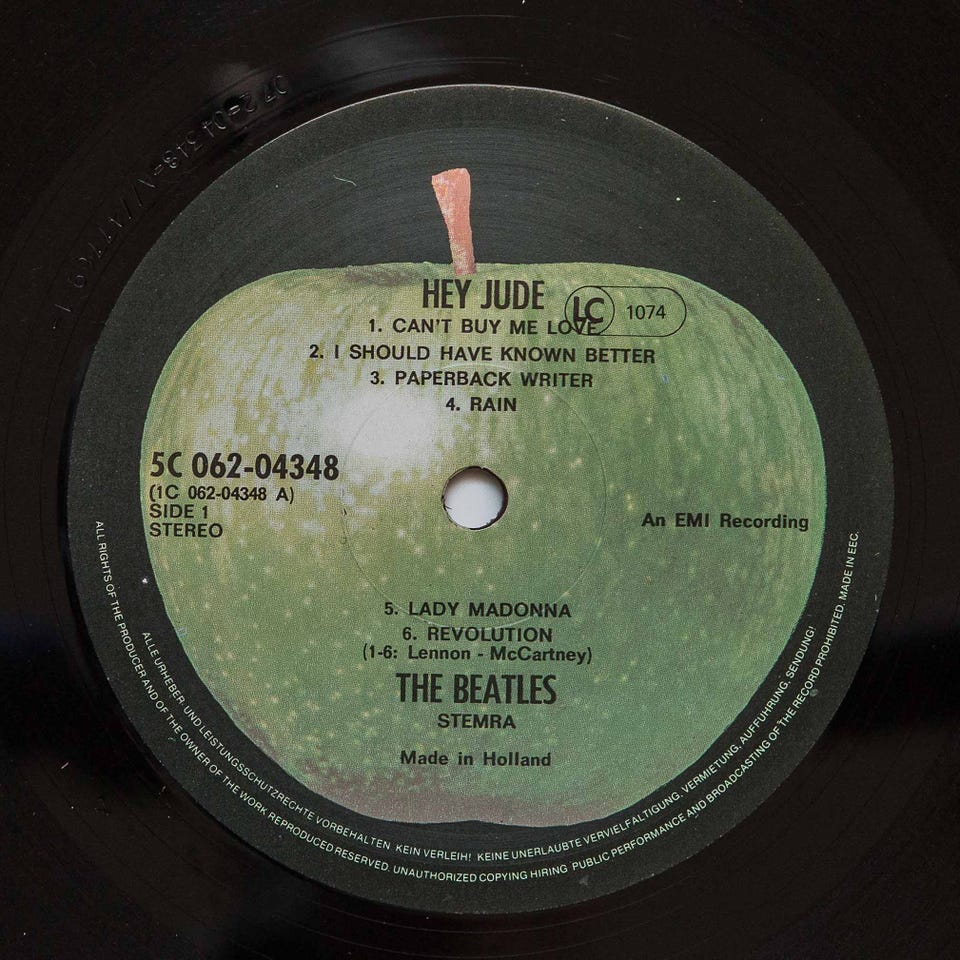 HEY JUDE
LC 1074
1. CAN'T BUY ME LOVE
2. I SHOULD HAVE KNOWN BETTER
3. PAPERBACK WRITER
4. RAIN
5C 062-04348
(1C 062-04348 A)
SIDE 1
STEREO
An EMI Recording
5. LADY MADONNA
6. REVOLUTION
(1-6: Lennon - McCartney)
THE BEATLES
STEMRA
Made in Holland
ALLE URHEBER- UND LEISTUNGSSCHUTZRECHTE VORBEHALTEN KEIN VERLEIH! KEINE UNERLAUBTE VERVIELFALTIGUNG, VERMIETUNG, AUFFUHRUNG, SENDUNG!
ALL RIGHTS OF THE PRODUCER AND OF THE OWNER OF THE WORK REPRODUCED RESERVED. UNAUTHORIZED COPYING HIRING PUBLIC PERFORMANCE AND BROADCASTING OF THE RECORD PROHIBITED. MADE IN EEC.